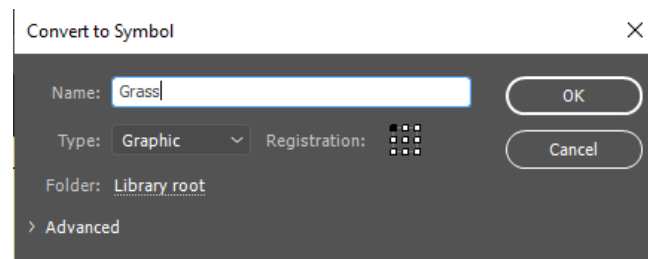 Convert to Symbol
Name: Grass OK
Type: Graphic Registration: Cancel
Folder: Library root
Advanced